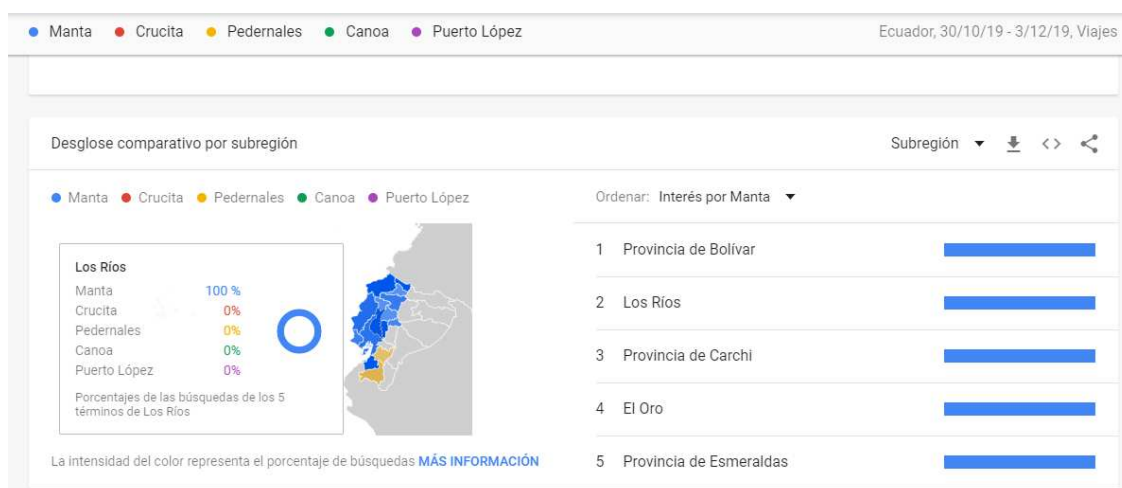 Manta Crucita Pedernales Canoa Puerto López Ecuador, 30/10/19 - 3/12/19, Viajes
Desglose comparativo por subregión Subregión
Manta Crucita Pedernales Canoa Puerto López
Ordenar: Interés por Manta
Los Ríos
Manta 100 %
Crucita 0%
Pedernales 0%
Canoa 0%
Puerto López 0%
Porcentajes de las búsquedas de los 5
términos de Los Ríos
La intensidad del color representa el porcentaje de búsquedas MÁS INFORMACIÓN
1 Provincia de Bolívar
2 Los Ríos
3 Provincia de Carchi
4 El Oro
5 Provincia de Esmeraldas